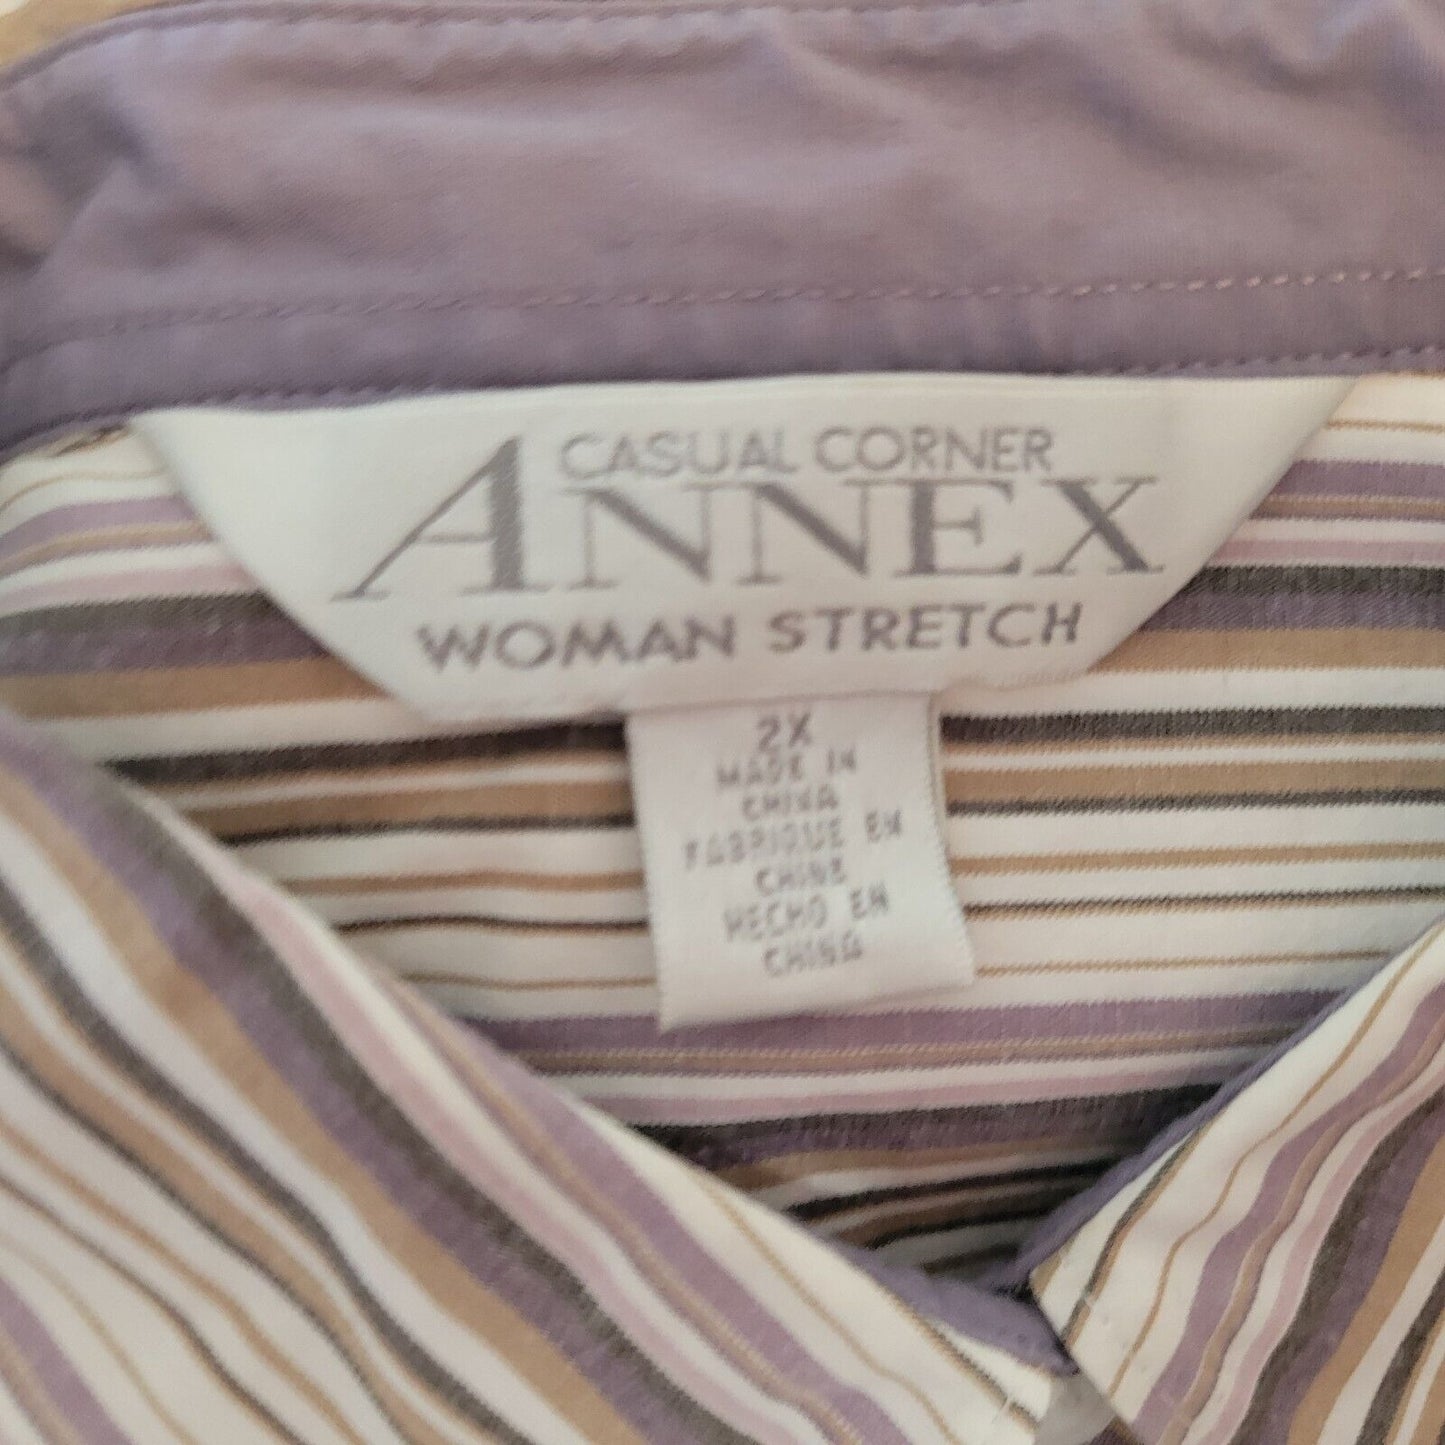 CASUAL CORNER
ANNEX
WOMAN STRETCH
2X
MADE IN
CHINA
FABRIQUE EN
CHINE
HECHO EN
CHINA